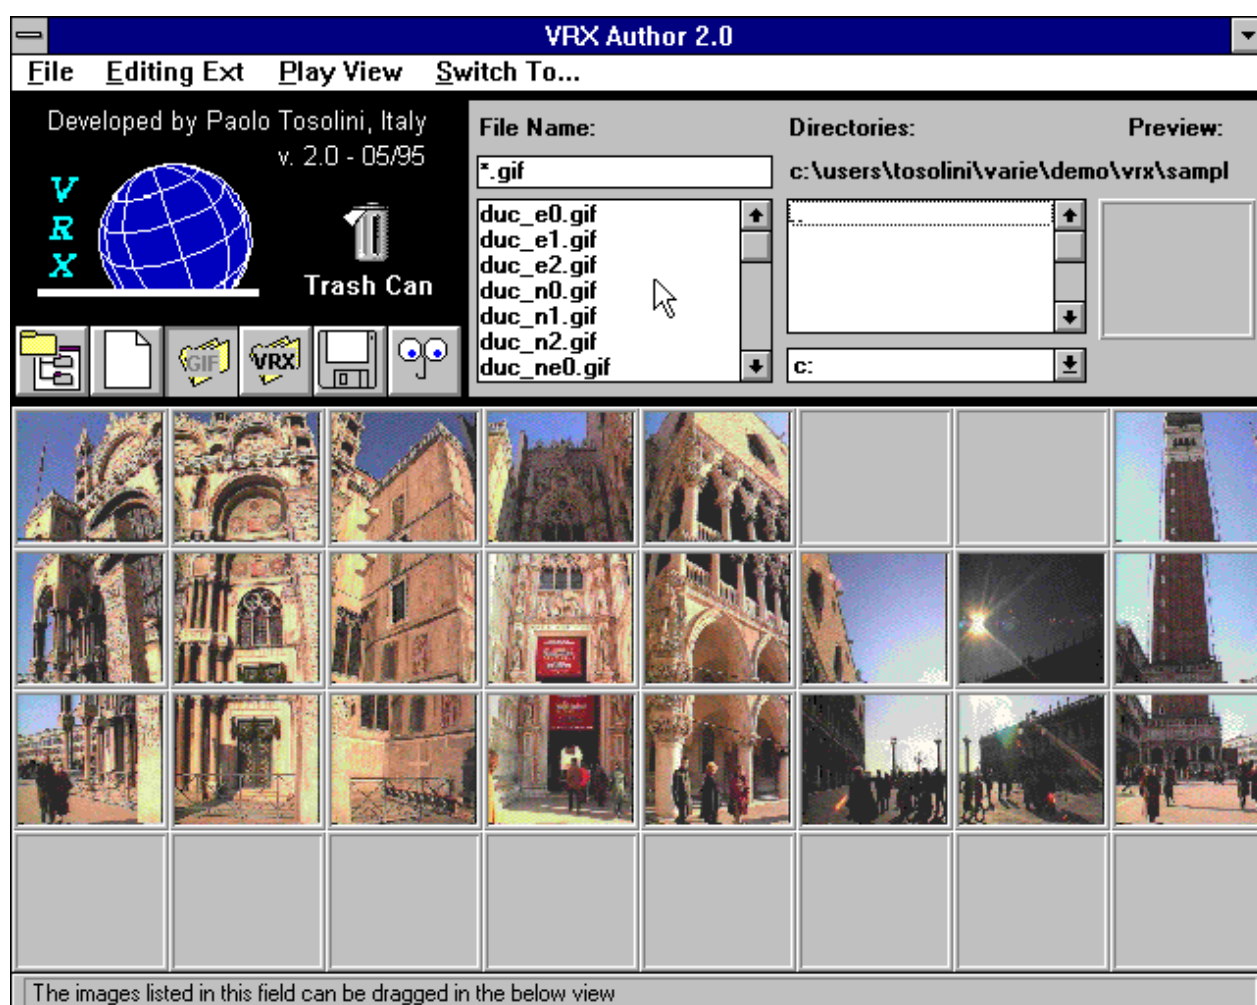 VRX Author 2.0
File Editing Ext Play View Switch To...
Developed by Paolo Tosolini, Italy
v. 2.0 - 05/95
V
R
X
Trash Can
GIF
VRX
File Name:
*.gif
duc_e0.gif
duc_e1.gif
duc_e2.gif
duc_n0.gif
duc_n1.gif
duc_n2.gif
duc_ne0.gif
Directories:
c:\users\tosolini\varie\demo\vrx\sampl
..
c:
Preview:
The images listed in this field can be dragged in the below view